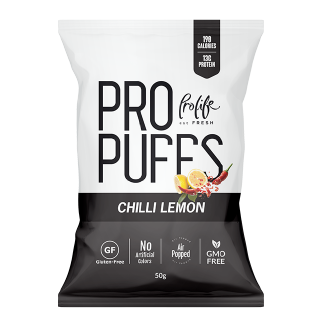 190
CALORIES
13G
PROTEIN
PRO
Prolife
FRESH
PUFFS
CHILLI LEMON
GF
Gluten-Free
No
Artificial
Colors
Air
Popped
GMO
FREE
50g